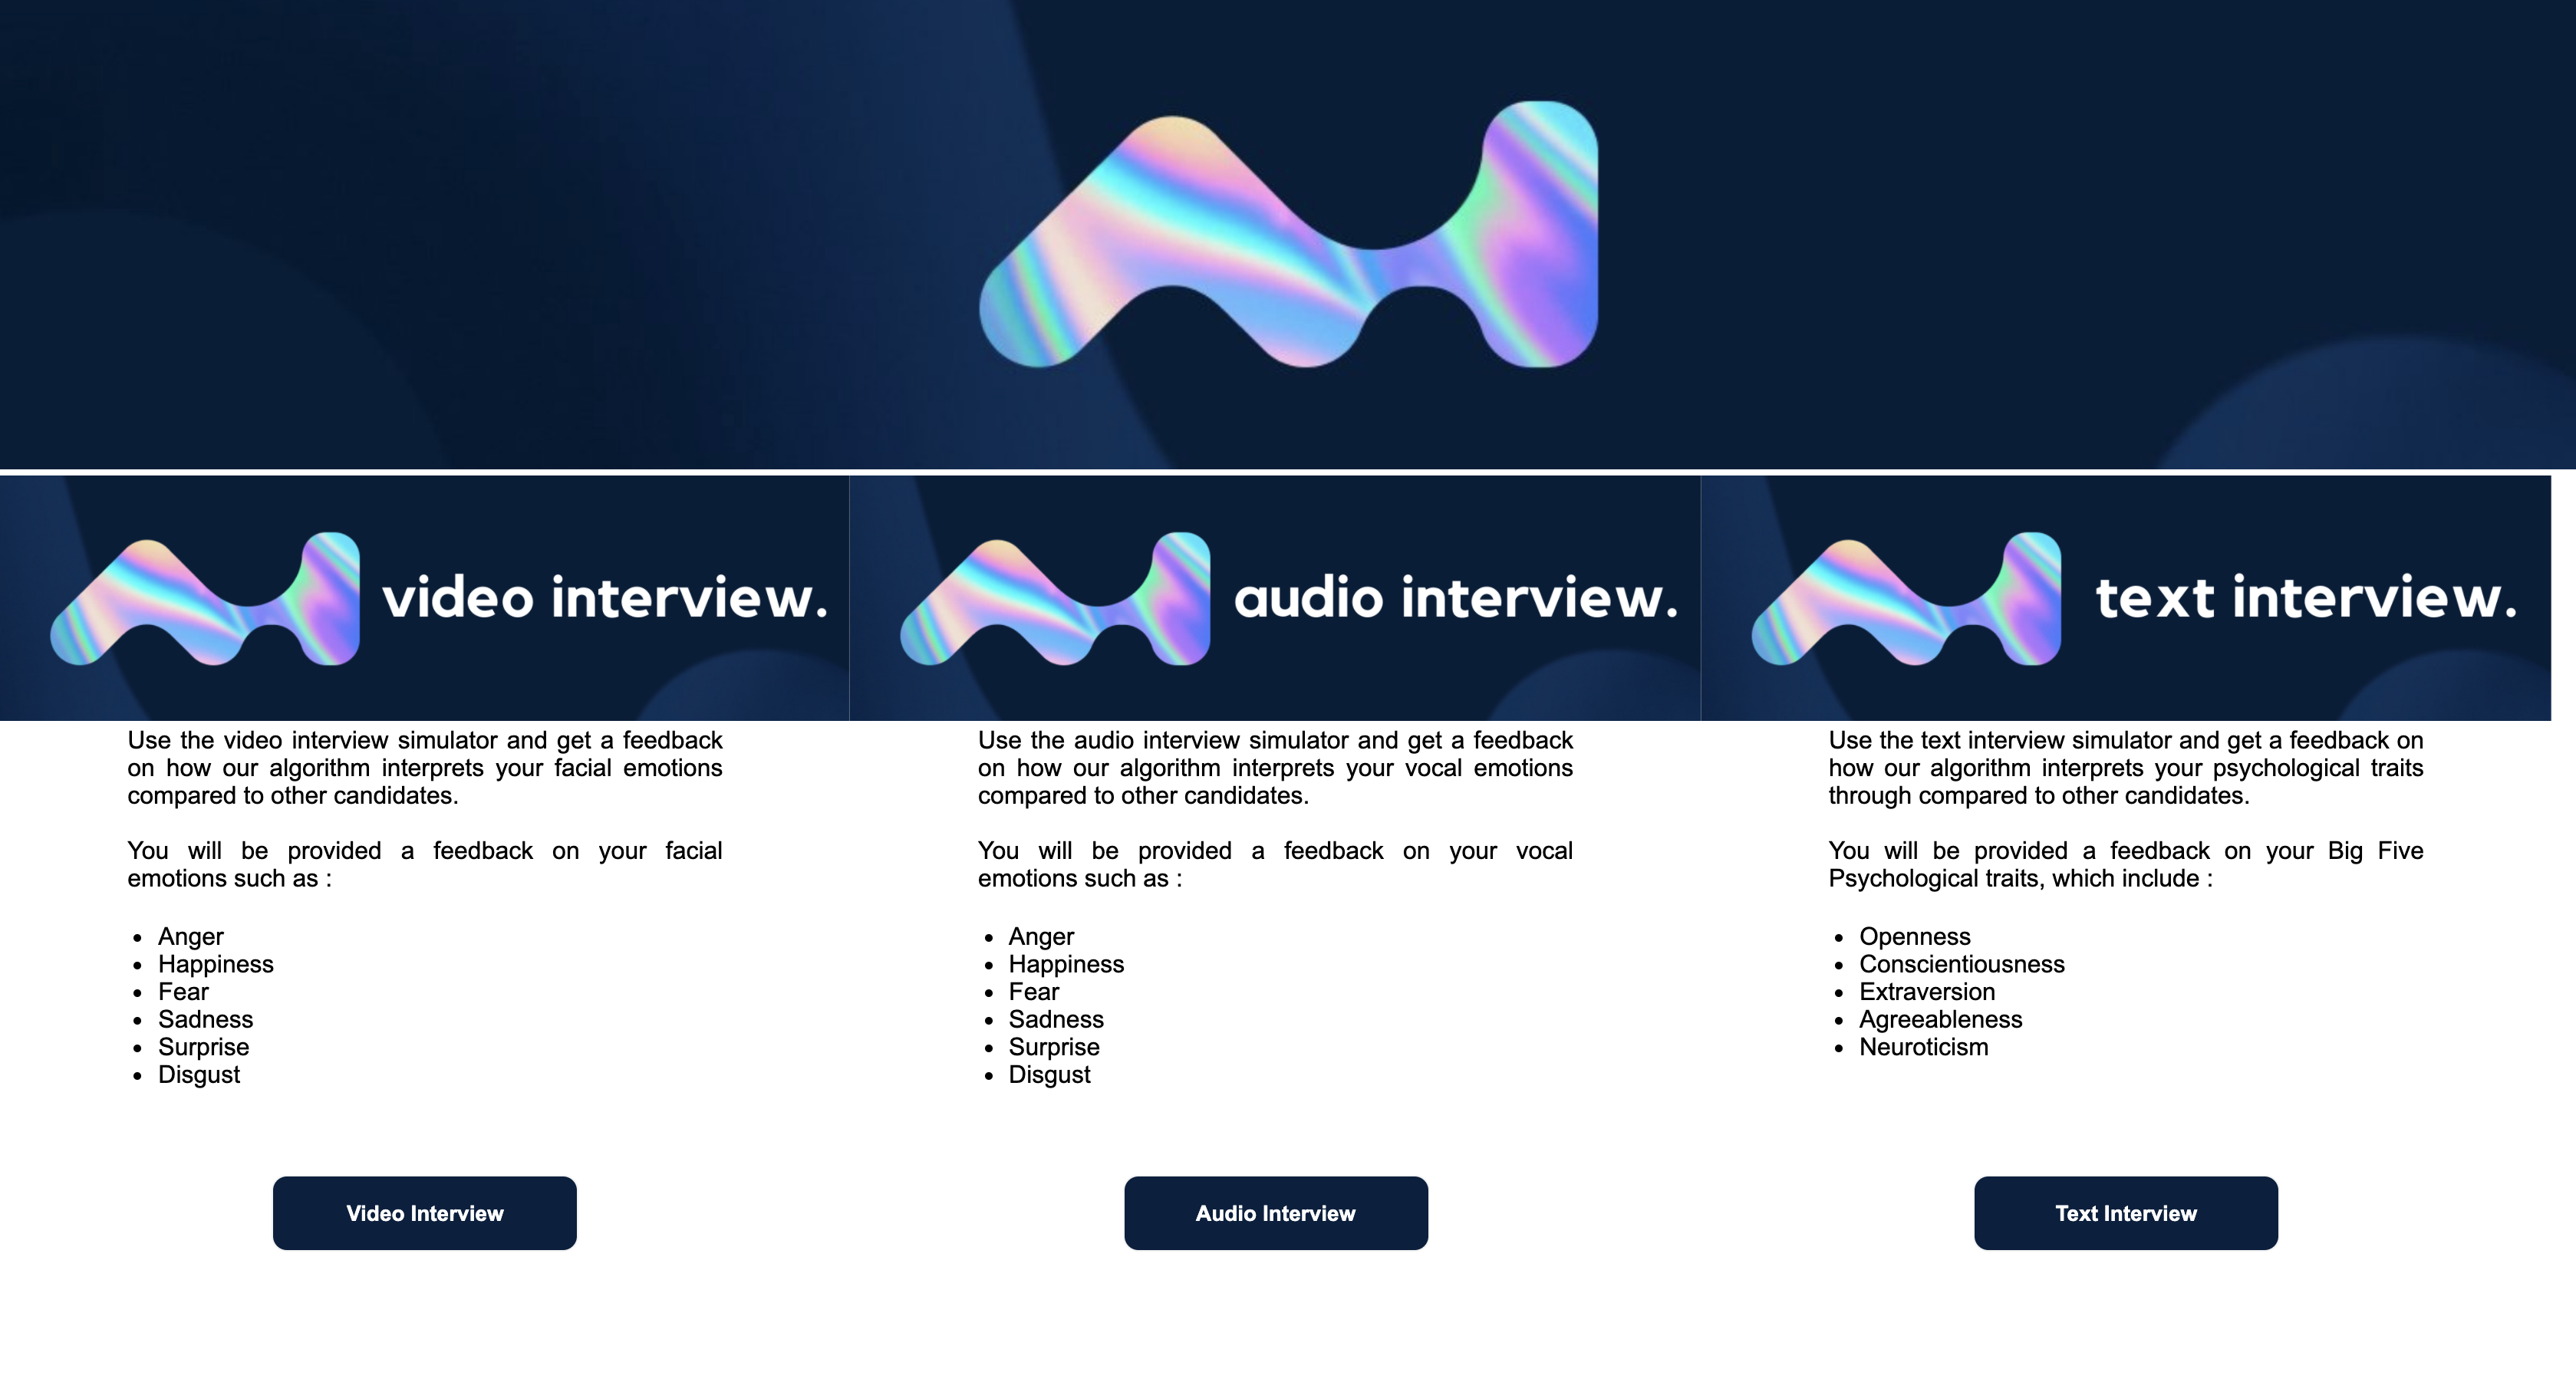 video interview.
audio interview.
text interview.
Use the video interview simulator and get a feedback
on how our algorithm interprets your facial emotions
compared to other candidates.
You will be provided a feedback on your facial
emotions such as :
Anger
Happiness
Fear
Sadness
Surprise
Disgust
Video Interview
Use the audio interview simulator and get a feedback
on how our algorithm interprets your vocal emotions
compared to other candidates.
You will be provided a feedback on your vocal
emotions such as :
Anger
Happiness
Fear
Sadness
Surprise
Disgust
Audio Interview
Use the text interview simulator and get a feedback on
how our algorithm interprets your psychological traits
through compared to other candidates.
You will be provided a feedback on your Big Five
Psychological traits, which include :
Openness
Conscientiousness
Extraversion
Agreeableness
Neuroticism
Text Interview